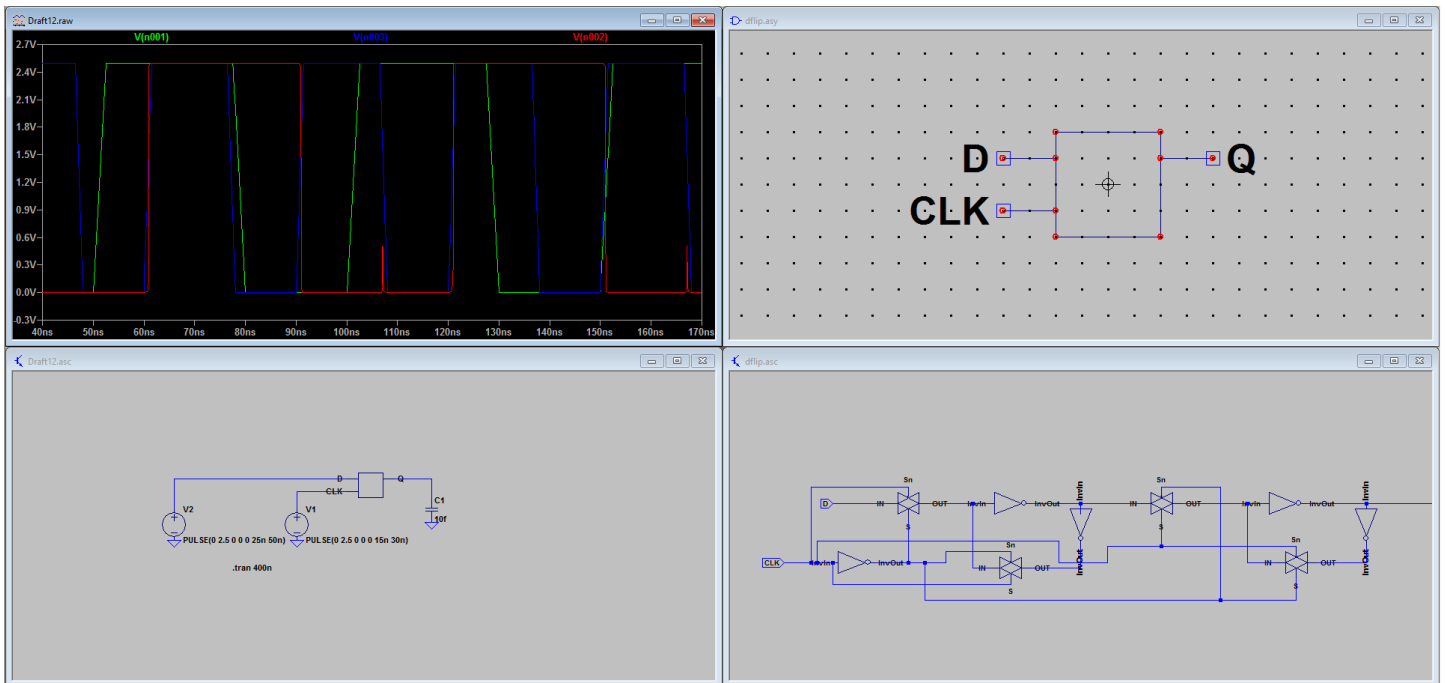 Draft12.raw
V(n001) V(n003) V(n002)
2.7V
2.4V
2.1V
1.8V
1.5V
1.2V
0.9V
0.6V
0.3V
0.0V
-0.3V
40ns 50ns 60ns 70ns 80ns 90ns 100ns 110ns 120ns 130ns 140ns 150ns 160ns 170ns
dflip.asy
D Q
CLK
Draft12.asc
D Q
CLK
C1
10f
V2 V1
PULSE(0 2.5 0 0 0 25n 50n) PULSE(0 2.5 0 0 0 15n 30n)
.tran 400n
dflip.asc
Sn Sn
InvIn InvIn
D IN OUT InvIn InvOut IN OUT InvIn InvOut
S S
Sn Sn
CLK InvIn InvOut IN OUT InvOut IN OUT InvOut
S S